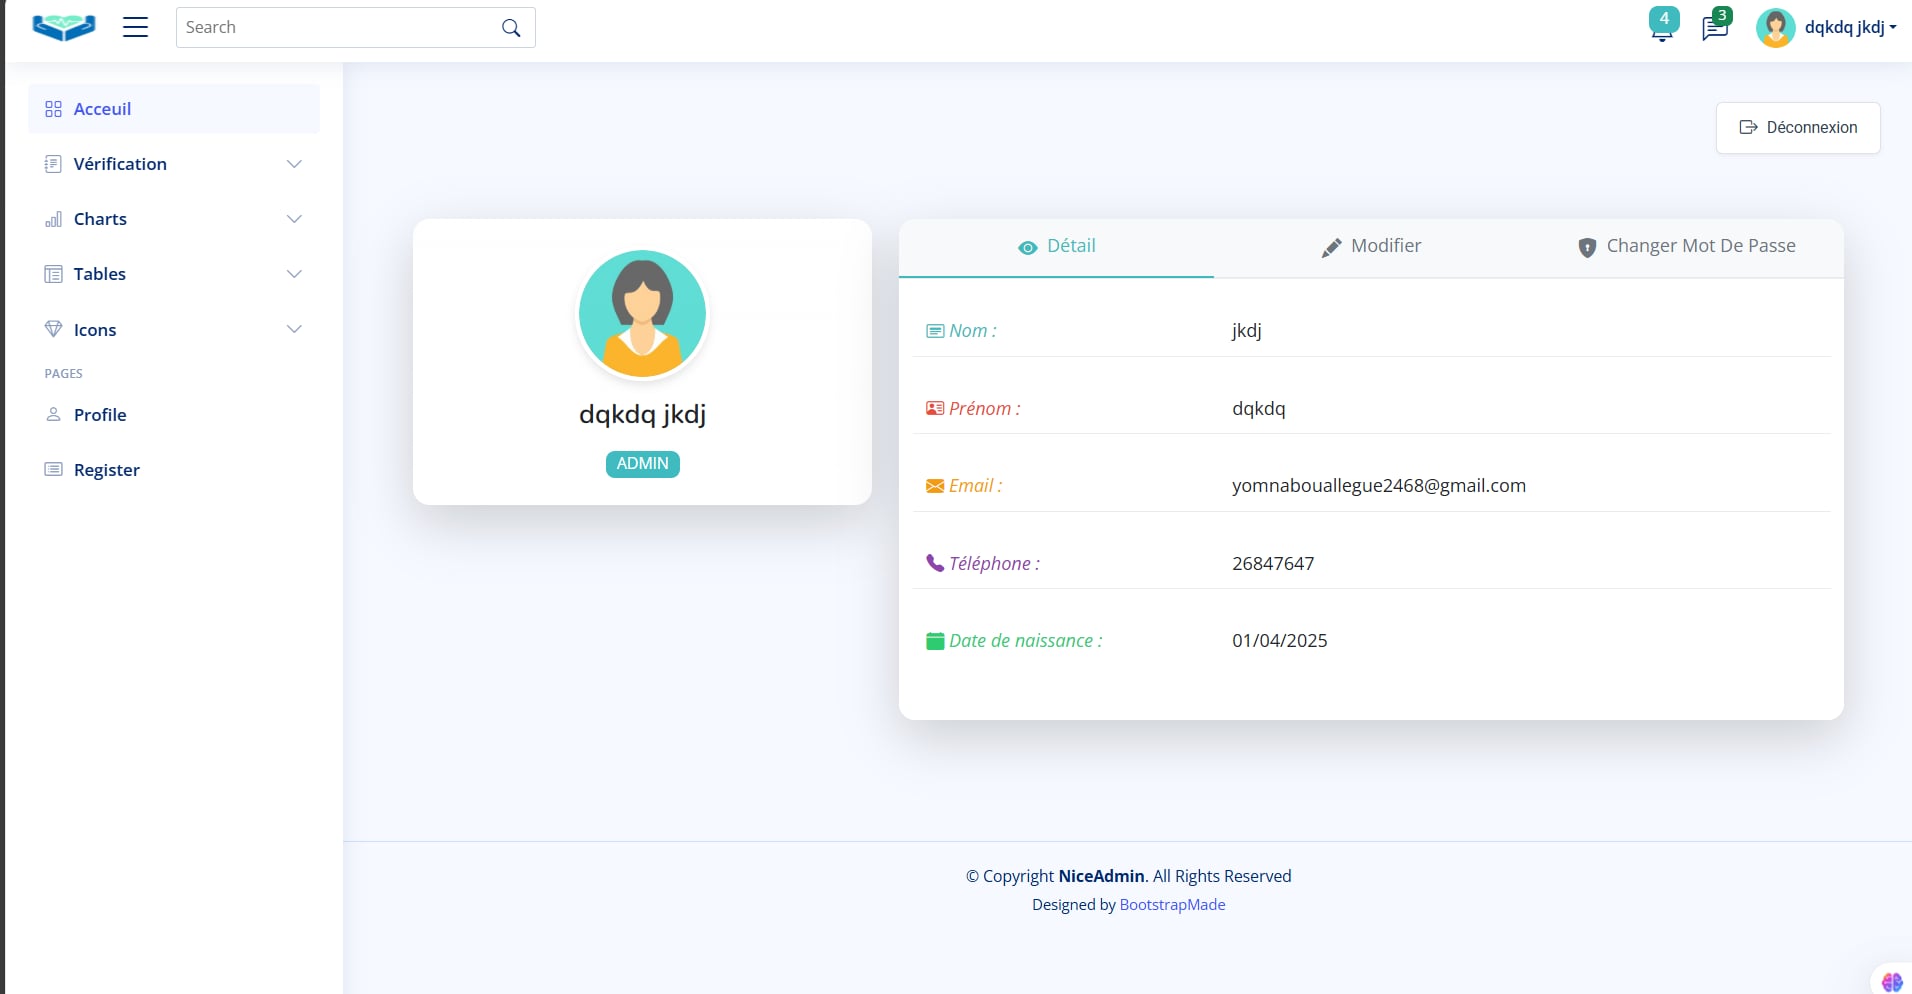 Search
4
3
dqkdq jkdj
Acceuil
Vérification
Charts
Tables
Icons
PAGES
Profile
Register
Déconnexion
dqkdq jkdj
ADMIN
Détail
Modifier
Changer Mot De Passe
Nom :
jkdj
Prénom :
dqkdq
Email :
yomnabouallegue2468@gmail.com
Téléphone :
26847647
Date de naissance :
01/04/2025
© Copyright NiceAdmin. All Rights Reserved
Designed by BootstrapMade